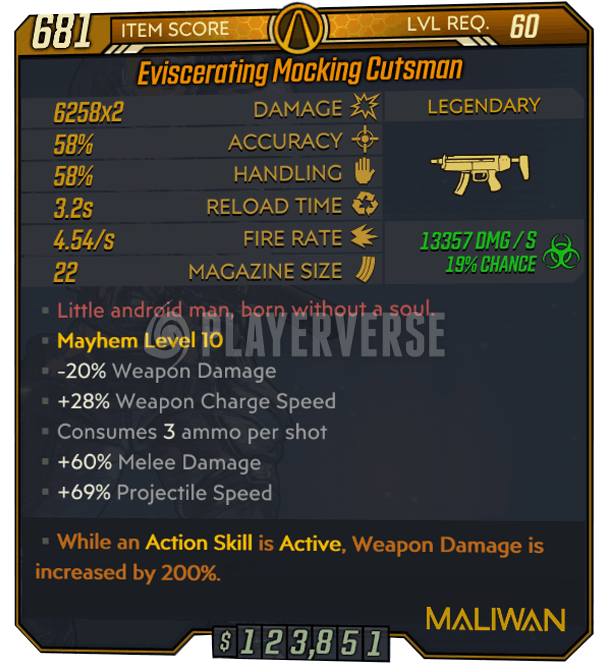 681 ITEM SCORE LVL REQ. 60
Eviscerating Mocking Cutsman
6258x2 DAMAGE LEGENDARY
58% ACCURACY
58% HANDLING
3.2s RELOAD TIME
4.54/s FIRE RATE 13357 DMG / S
19% CHANCE
22 MAGAZINE SIZE
Little android man, born without a soul.
Mayhem Level 10
PLAYERVERSE
-20% Weapon Damage
+28% Weapon Charge Speed
Consumes 3 ammo per shot
+60% Melee Damage
+69% Projectile Speed
While an Action Skill is Active, Weapon Damage is
increased by 200%.
MALIWAN
$ 123,851